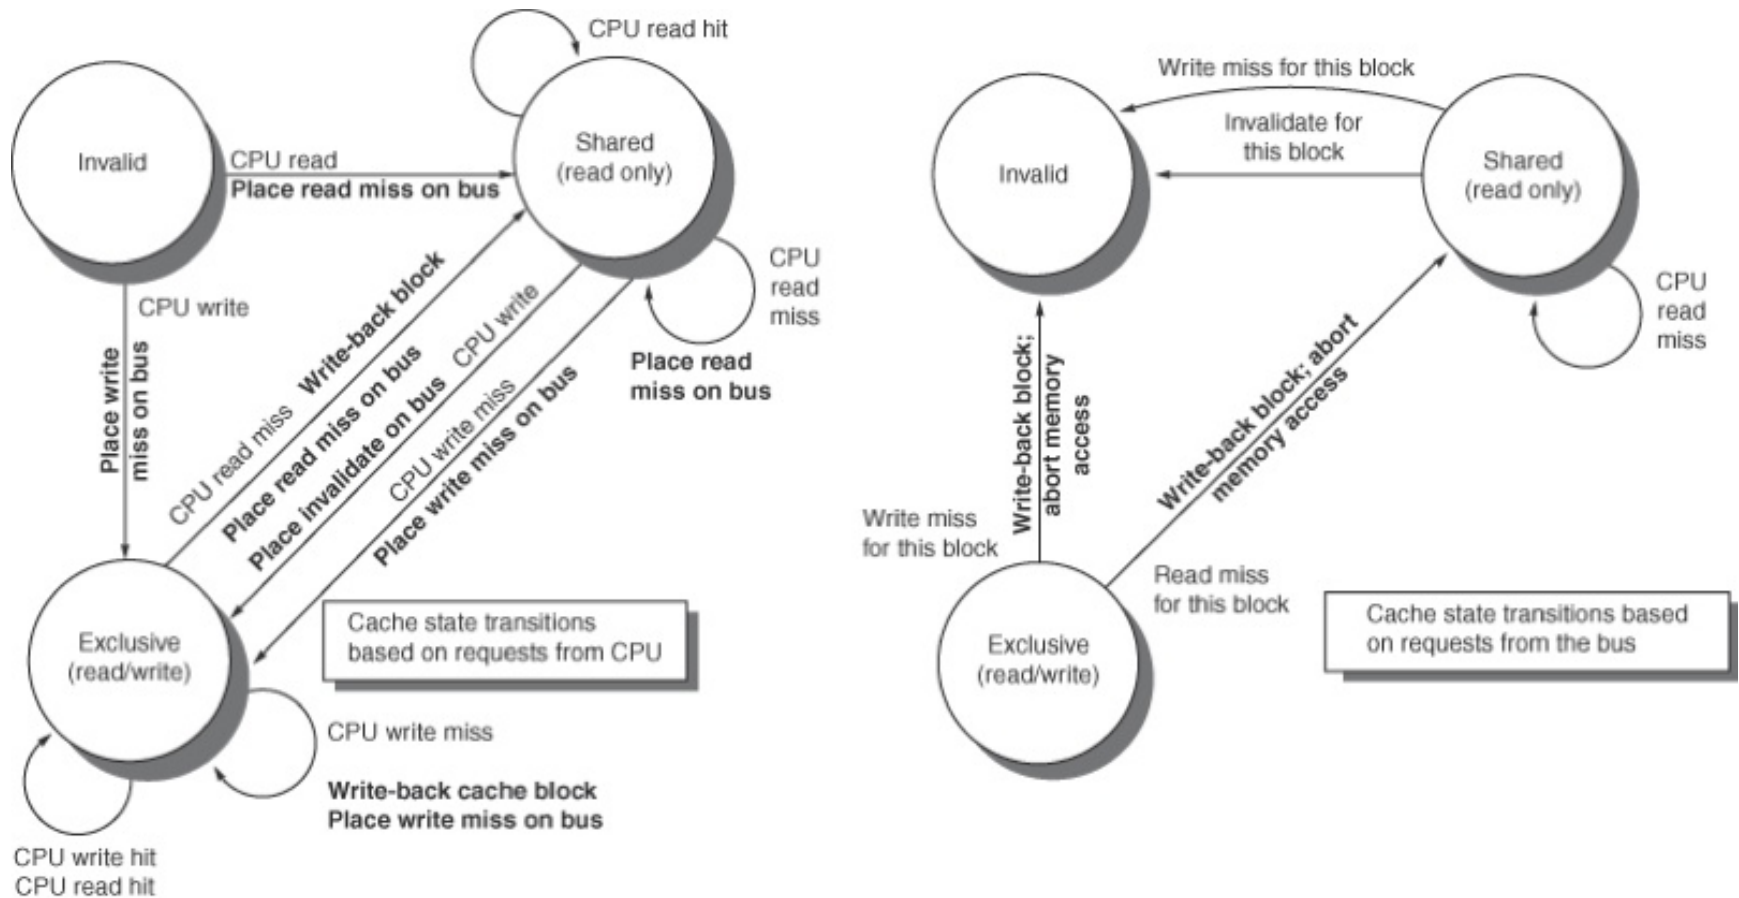 CPU read hit
Invalid
CPU read
Place read miss on bus
Shared
(read only)
CPU
read
miss
Place read
miss on bus
CPU write
Place write
miss on bus
CPU read miss
Write-back block
Place read miss on bus
Place invalidate on bus
CPU write
CPU write miss
Place write miss on bus
Exclusive
(read/write)
Cache state transitions
based on requests from CPU
CPU write miss
Write-back cache block
Place write miss on bus
CPU write hit
CPU read hit
Write miss for this block
Invalidate for
this block
Invalid
Shared
(read only)
CPU
read
miss
Write-back block;
abort memory
access
Write-back block; abort
memory access
Write miss
for this block
Read miss
for this block
Exclusive
(read/write)
Cache state transitions based
on requests from the bus